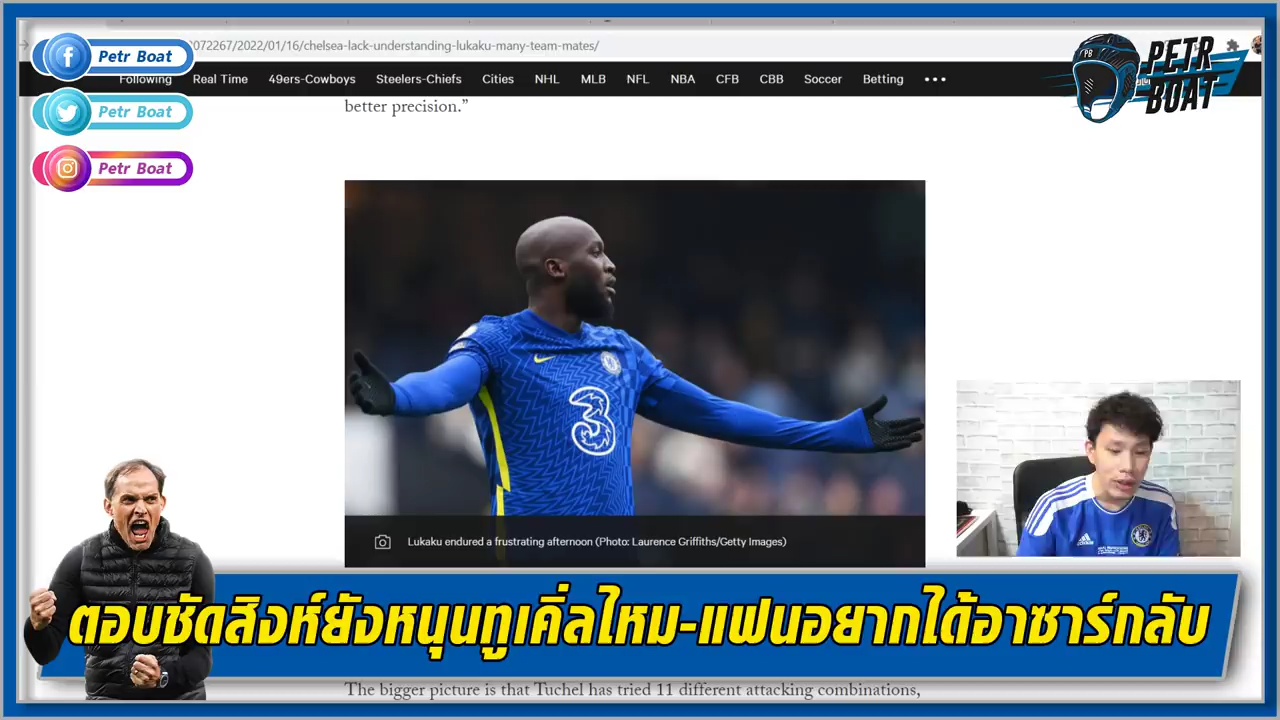 Petr Boat
Petr Boat
Petr Boat
072267/2022/01/16/chelsea-lack-understanding-lukaku-many-team-mates/
Following Real Time 49ers-Cowboys Steelers-Chiefs Cities NHL MLB NFL NBA CFB CBB Soccer Betting •••
PB
PETR
BOAT
better precision.”
3
Lukaku endured a frustrating afternoon (Photo: Laurence Griffiths/Getty Images)
ตอบชัดสิงห์ยังหนุนทูเคิ่ลไหม-แฟนอยากได้อาซาร์กลับ
The bigger picture is that Tuchel has tried 11 different attacking combinations,